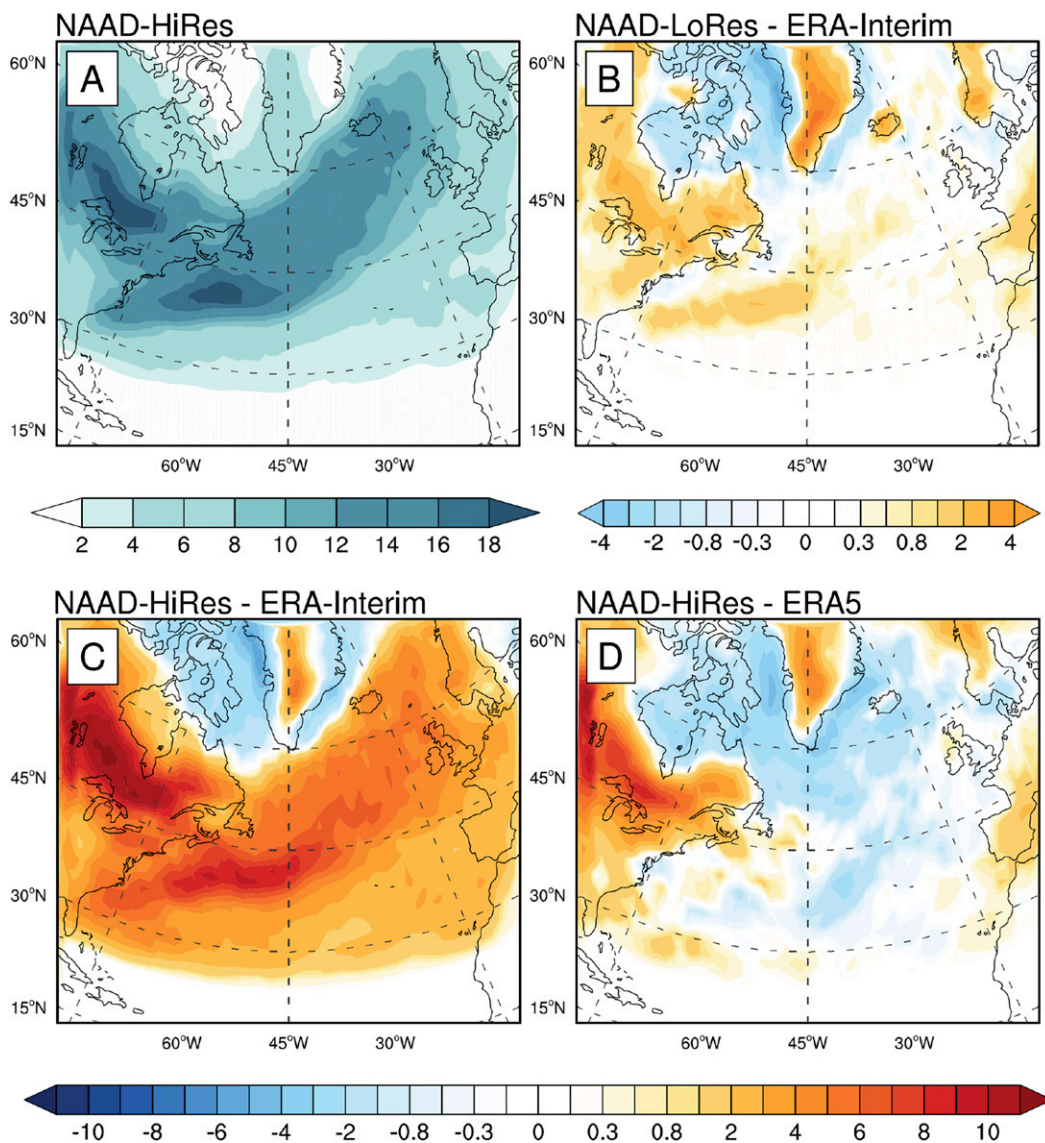 NAAD-HiRes
NAAD-LoRes - ERA-Interim
A
B
60°N
45°N
30°N
15°N
60°W 45°W 30°W
60°N
45°N
30°N
15°N
60°W 45°W 30°W
2 4 6 8 10 12 14 16 18
-4 -2 -0.8 -0.3 0 0.3 0.8 2 4
NAAD-HiRes - ERA-Interim
NAAD-HiRes - ERA5
C
D
60°N
45°N
30°N
15°N
60°W 45°W 30°W
60°N
45°N
30°N
15°N
60°W 45°W 30°W
-10 -8 -6 -4 -2 -0.8 -0.3 0 0.3 0.8 2 4 6 8 10